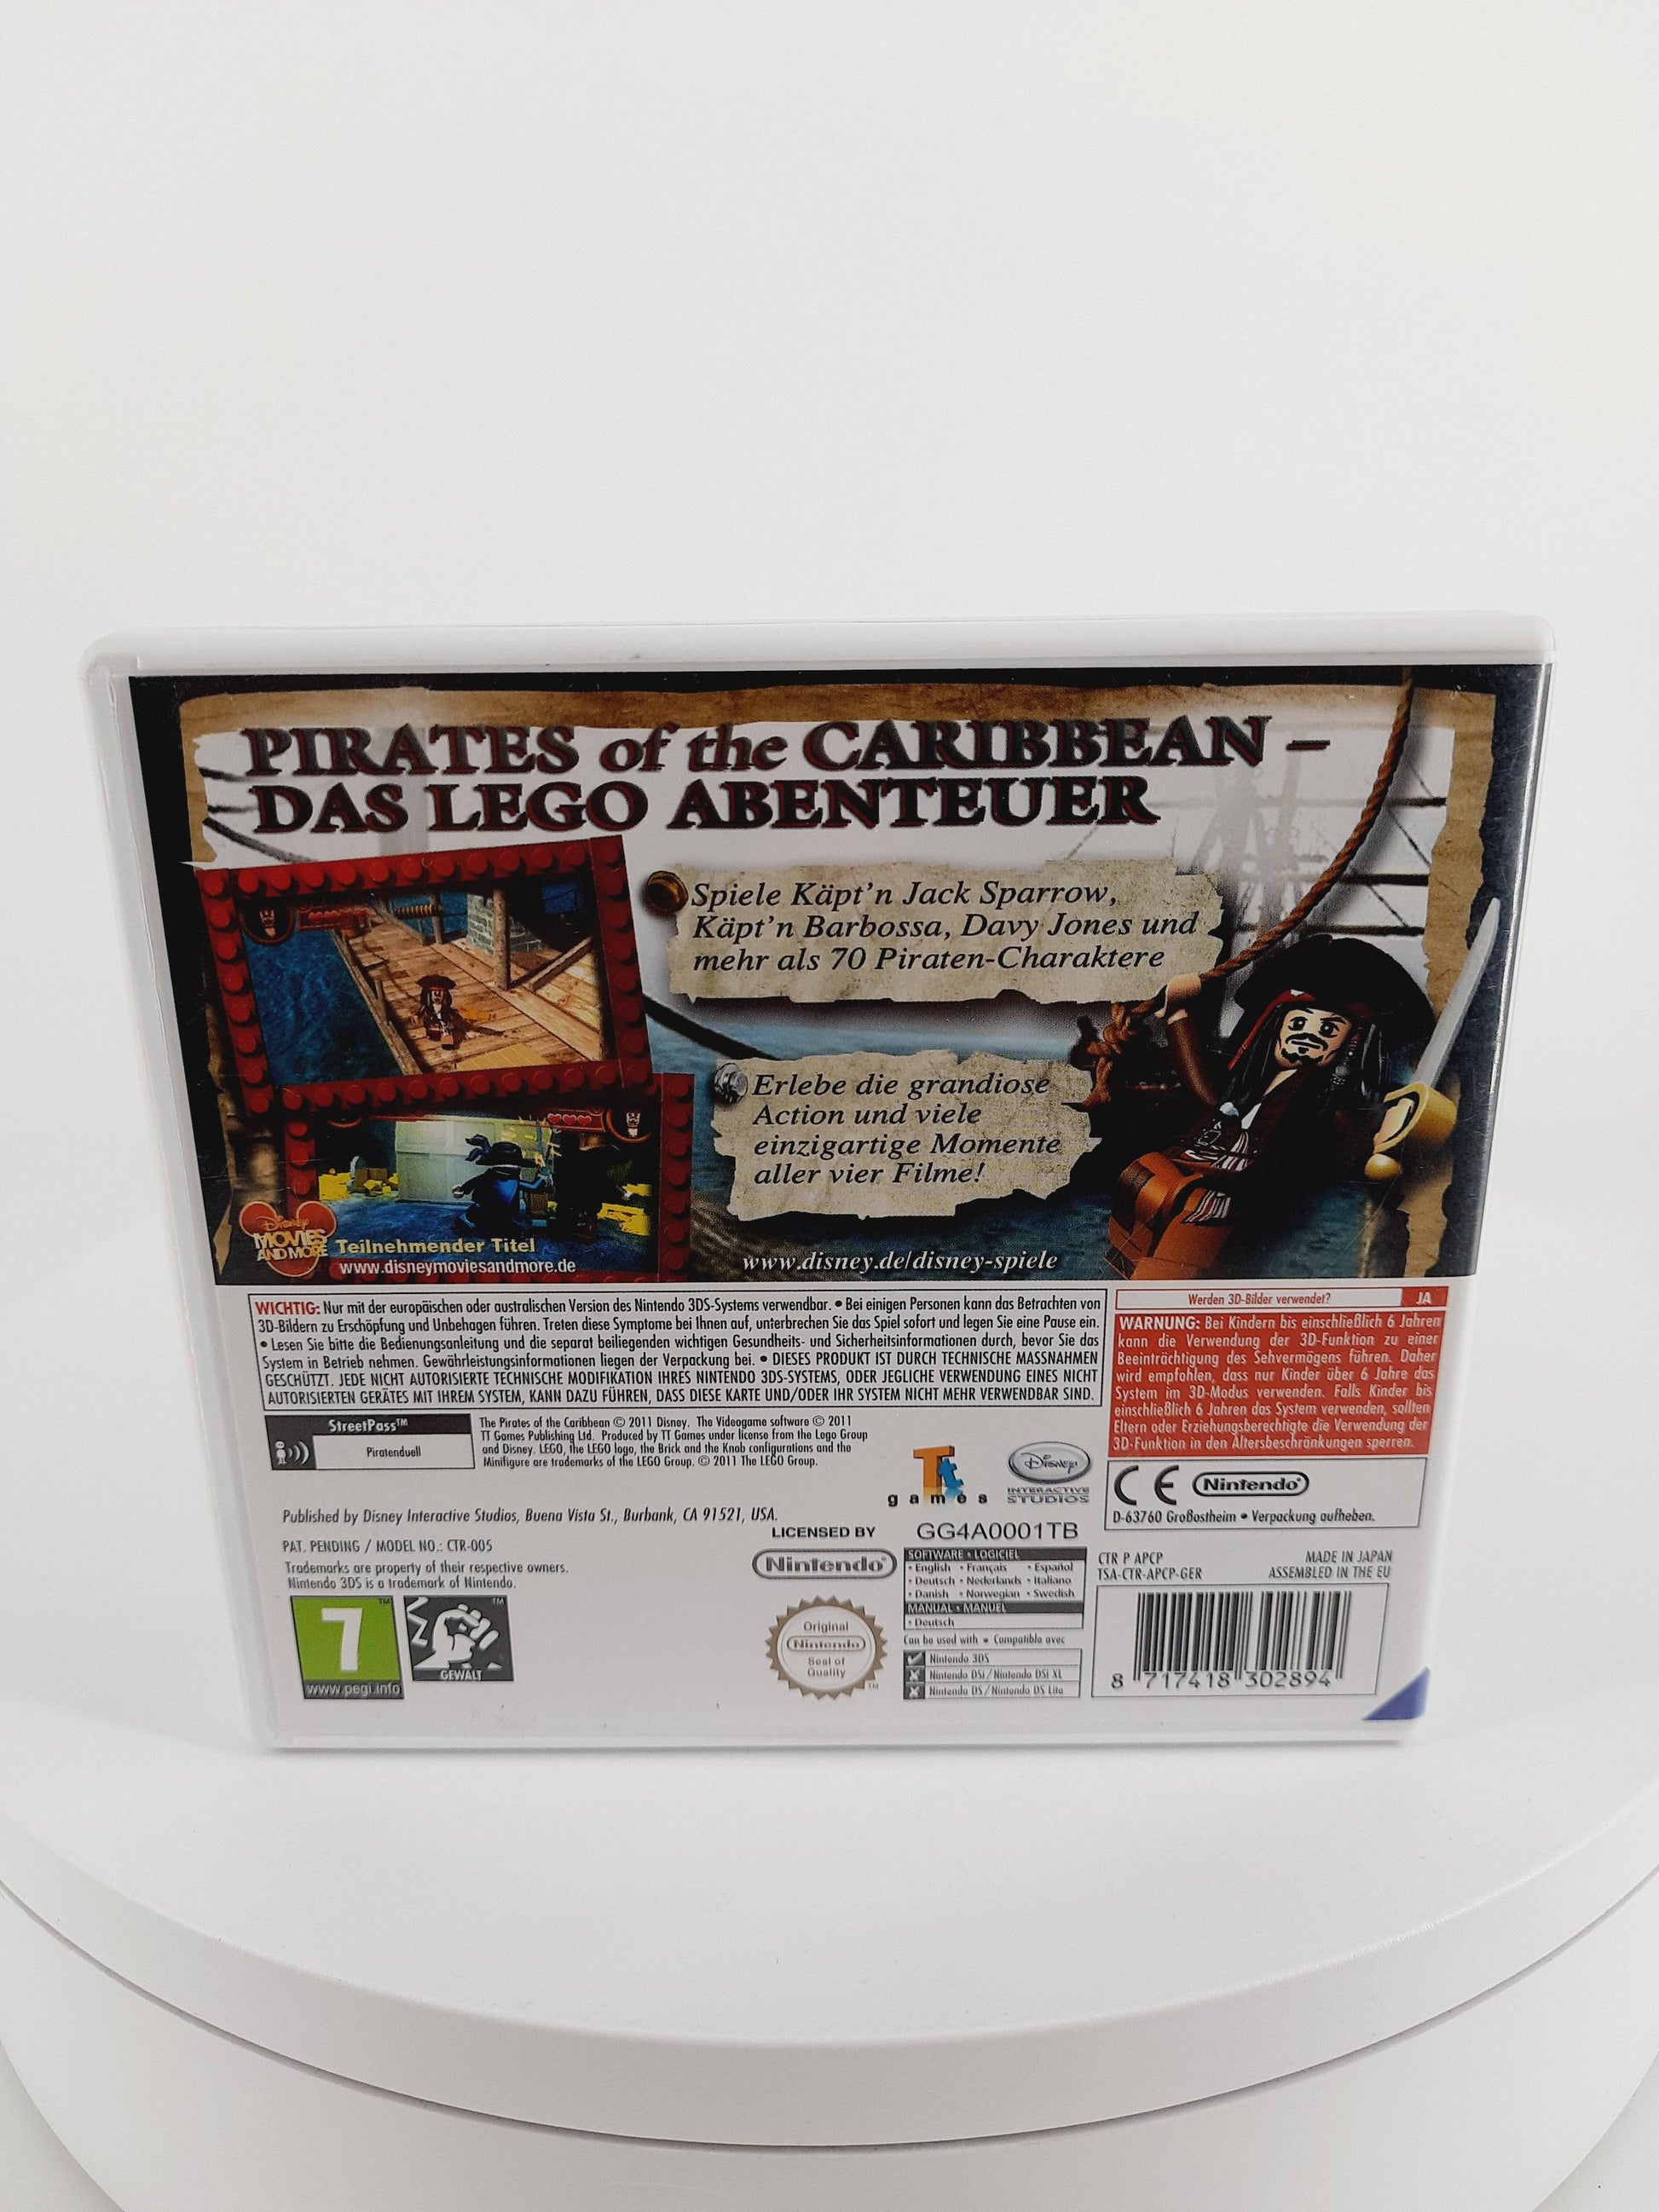 PIRATES of the CARIBBEAN –
DAS LEGO ABENTEUER
Spiele Käpt'n Jack Sparrow,
Käpt'n Barbossa, Davy Jones und
mehr als 70 Piraten-Charaktere
Erlebe die grandiose
Action und viele
einzigartige Momente
aller vier Filme!
Disney
MOVIES
AND MORE
Teilnehmender Titel
www.disneymoviesandmore.de
www.disney.de/disney-spiele
WICHTIG: Nur mit der europäischen oder australischen Version des Nintendo 3DS-Systems verwendbar. • Bei einigen Personen kann das Betrachten von
3D-Bildern zu Erschöpfung und Unbehagen führen. Treten diese Symptome bei Ihnen auf, unterbrechen Sie das Spiel sofort und legen Sie eine Pause ein.
• Lesen Sie bitte die Bedienungsanleitung und die separat beiliegenden wichtigen Gesundheits- und Sicherheitsinformationen durch, bevor Sie das
System in Betrieb nehmen. Gewährleistungsinformationen liegen der Verpackung bei. • DIESES PRODUKT IST DURCH TECHNISCHE MASSNAHMEN
GESCHÜTZT. JEDE NICHT AUTORISIERTE TECHNISCHE MODIFIKATION IHRES NINTENDO 3DS-SYSTEMS, ODER JEGLICHE VERWENDUNG EINES NICHT
AUTORISIERTEN GERÄTES MIT IHREM SYSTEM, KANN DAZU FÜHREN, DASS DIESE KARTE UND/ODER IHR SYSTEM NICHT MEHR VERWENDBAR SIND.
Werden 3D-Bilder verwendet? JA
WARNUNG: Bei Kindern bis einschließlich 6 Jahren
kann die Verwendung der 3D-Funktion zu einer
Beeinträchtigung des Sehvermögens führen. Daher
wird empfohlen, dass nur Kinder über 6 Jahre das
System im 3D-Modus verwenden. Falls Kinder bis
einschließlich 6 Jahren das System verwenden, sollten
Eltern oder Erziehungsberechtigte die Verwendung der
3D-Funktion in den Altersbeschränkungen sperren.
StreetPass™
Piratenduell
The Pirates of the Caribbean © 2011 Disney. The Videogame software © 2011
TT Games Publishing Ltd. Produced by TT Games under license from the Lego Group
and Disney. LEGO, the LEGO logo, the Brick and the Knob configurations and the
Minifigure are trademarks of the LEGO Group. © 2011 The LEGO Group.
Tt
games
Disney
INTERACTIVE
STUDIOS
CE Nintendo®
D-63760 Großostheim • Verpackung aufheben.
Published by Disney Interactive Studios, Buena Vista St., Burbank, CA 91521, USA.
PAT. PENDING / MODEL NO.: CTR-005
Trademarks are property of their respective owners.
Nintendo 3DS is a trademark of Nintendo.
7™
www.pegi.info
™
GEWALT
LICENSED BY
Nintendo®
Original
Nintendo
Seal of
Quality
™
GG4A0001TB
SOFTWARE • LOGICIEL
• English • Français • Español
• Deutsch • Nederlands • Italiano
• Danish • Norwegian • Swedish
MANUAL • MANUEL
• Deutsch
Can be used with • Compatible avec
Nintendo 3DS
Nintendo DSi / Nintendo DSi XL
Nintendo DS / Nintendo DS Lite
CTR P APCP MADE IN JAPAN
TSA-CTR-APCP-GER ASSEMBLED IN THE EU
8 717418 302894